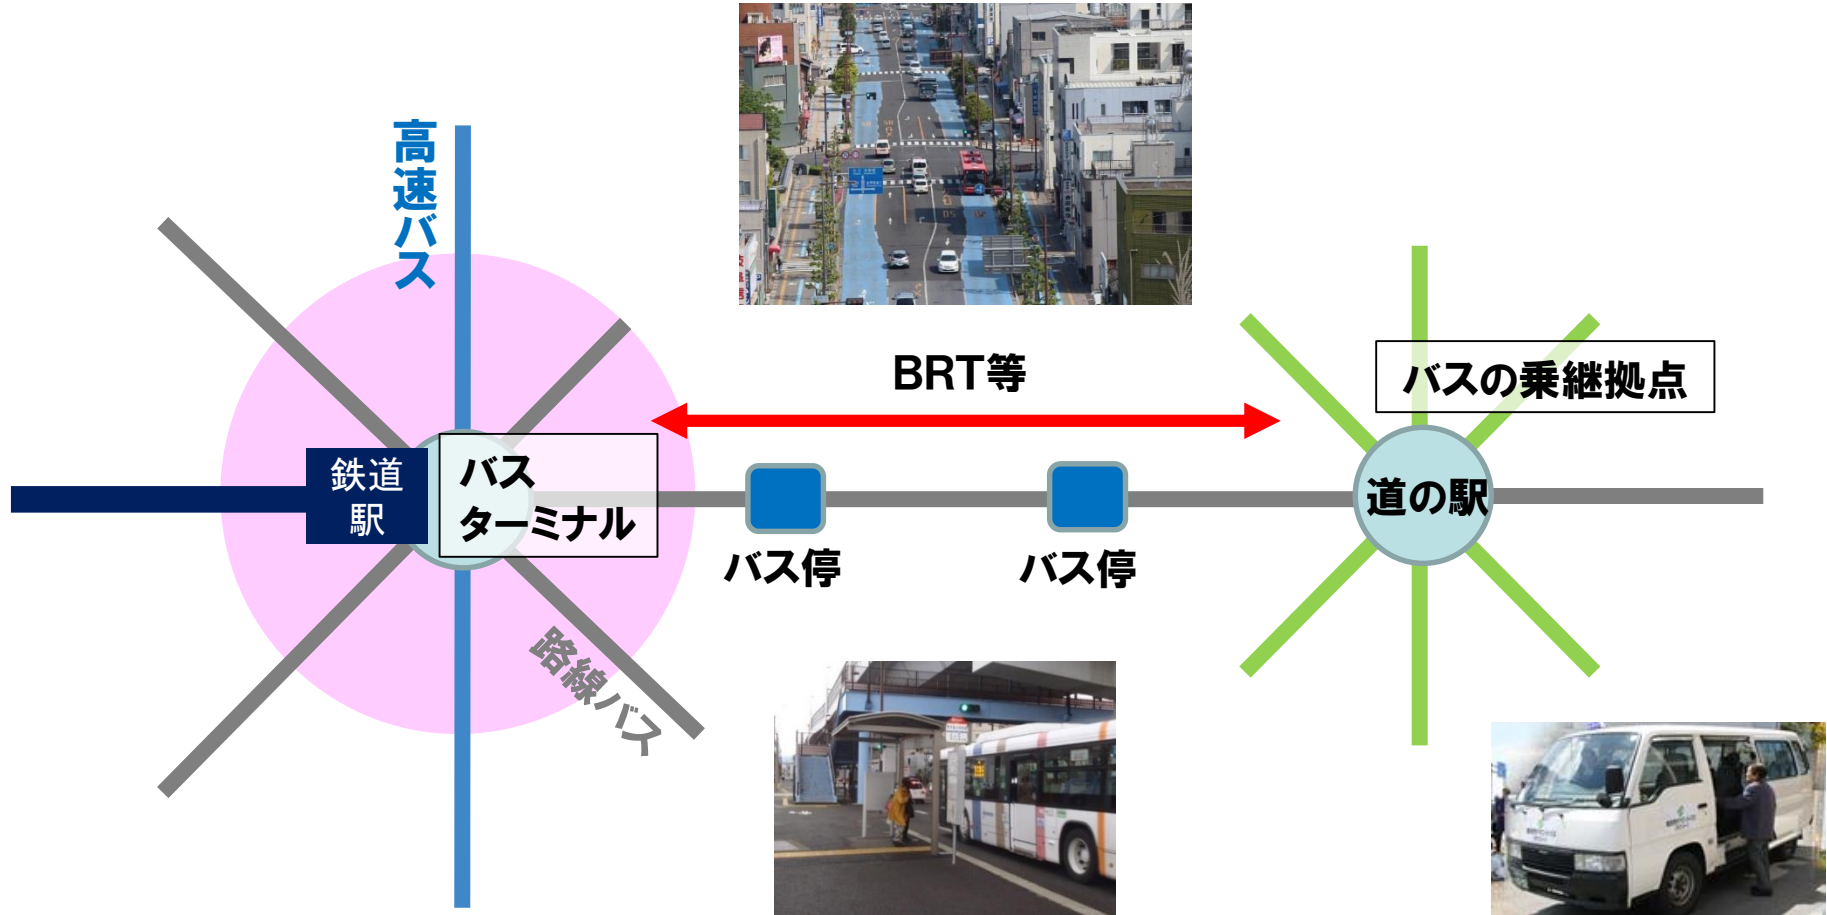 高速バス
BRT等
バスの乗継拠点
鉄道
駅
バス
ターミナル
道の駅
バス停
バス停
路線バス